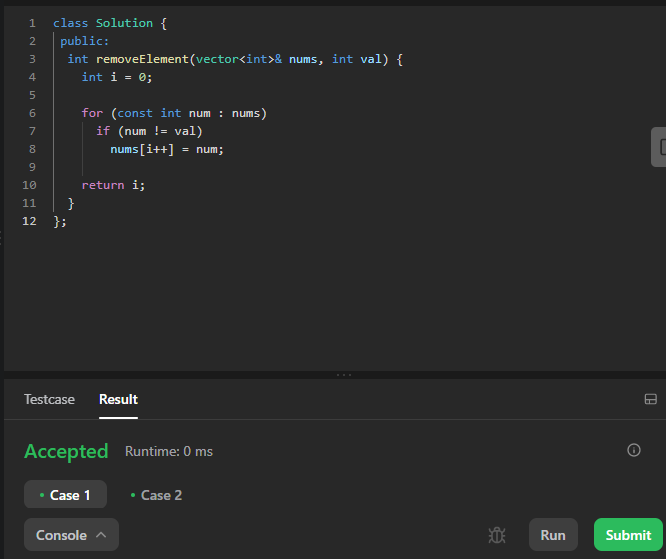 1 class Solution {
2 public:
3 int removeElement(vector<int>& nums, int val) {
4 int i = 0;
5
6 for (const int num : nums)
7 if (num != val)
8 nums[i++] = num;
9
10 return i;
11 }
12 };
Testcase Result
Accepted Runtime: 0 ms
• Case 1 • Case 2
Console Run Submit